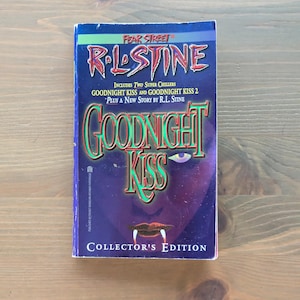 FEAR STREET
R·L·STINE
INCLUDES TWO SUPER CHILLERS
GOODNIGHT KISS AND GOODNIGHT KISS 2
PLUS A NEW STORY BY R.L. STINE
GOODNIGHT
KISS
COLLECTOR'S EDITION